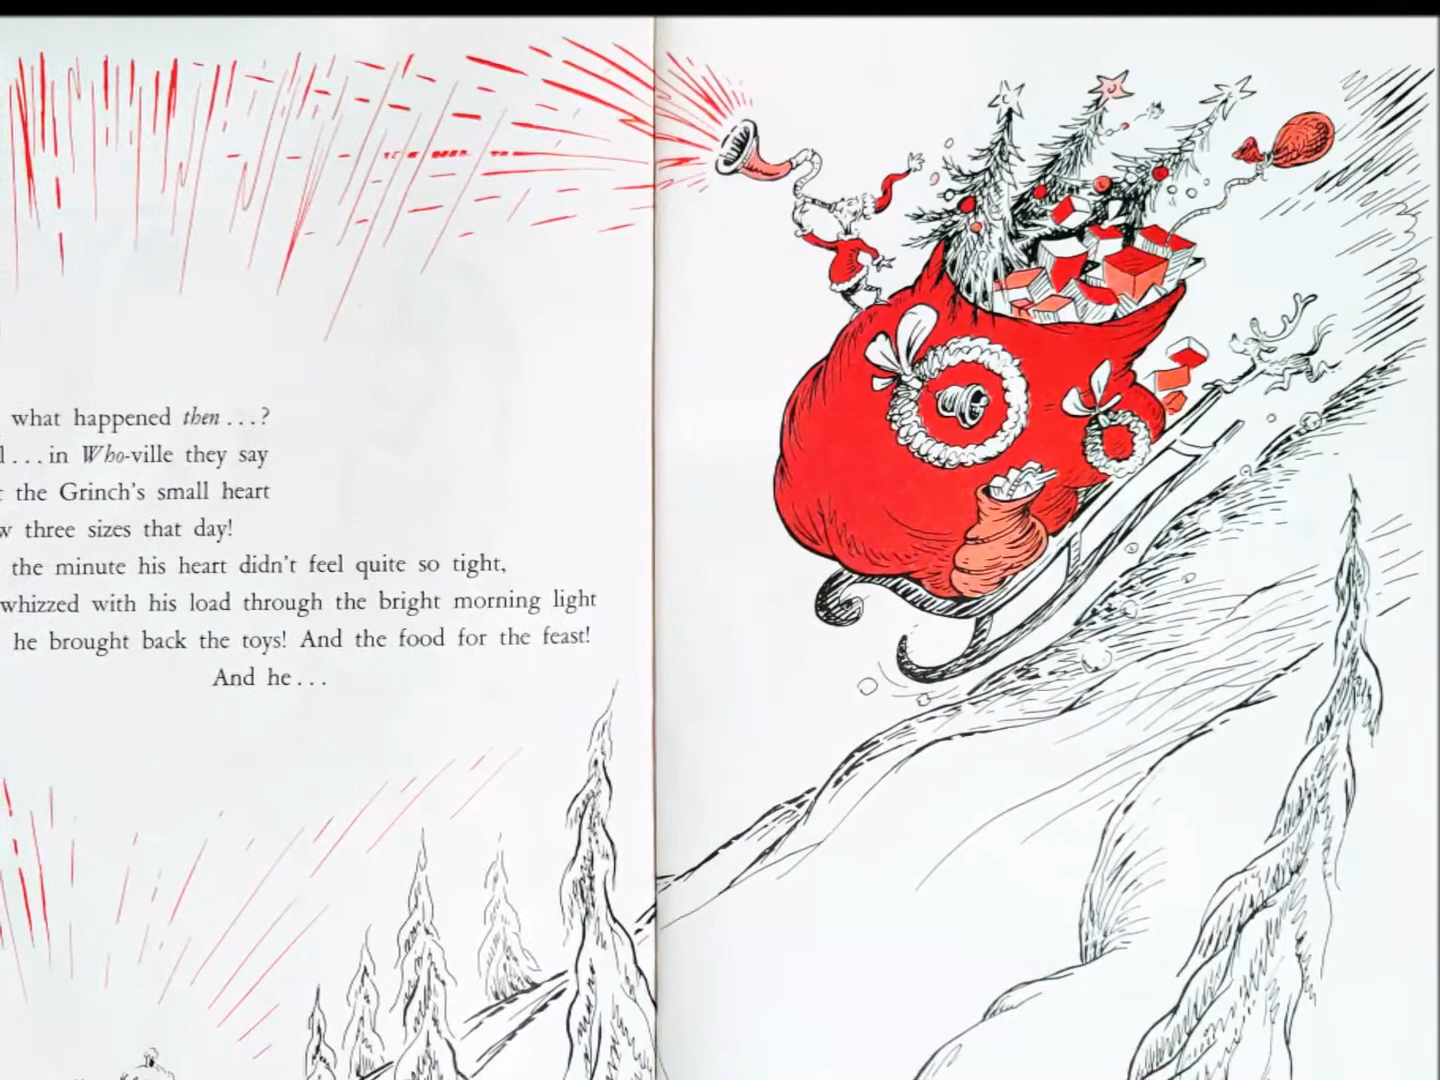 what happened then...?
...in Who-ville they say
the Grinch's small heart
three sizes that day!
the minute his heart didn't feel quite so tight,
whizzed with his load through the bright morning light
he brought back the toys! And the food for the feast!
And he...